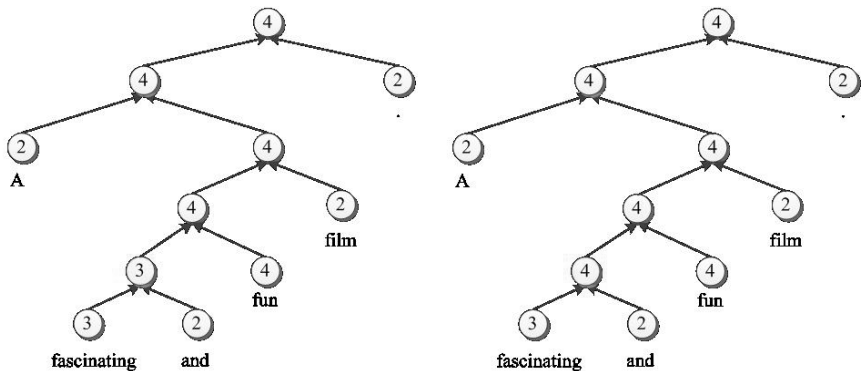 4 4
4 2 4 2
. .
2 4 2 4
A A
4 2 4 2
film film
3 4 4 4
fun fun
3 2 3 2
fascinating and fascinating and